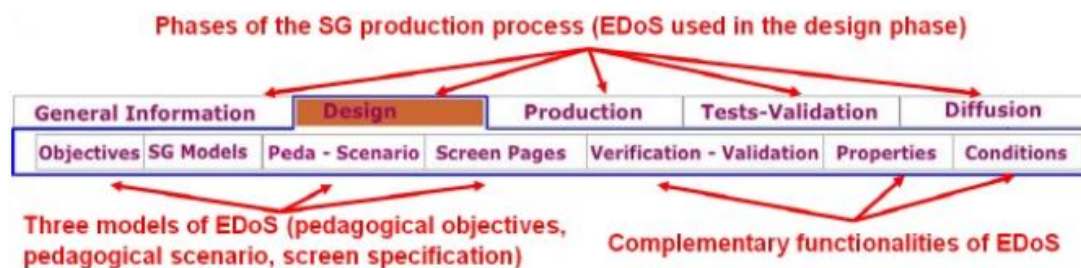 Phases of the SG production process (EDoS used in the design phase)
General Information Design Production Tests-Validation Diffusion
Objectives SG Models Peda - Scenario Screen Pages Verification - Validation Properties Conditions
Three models of EDoS (pedagogical objectives,
pedagogical scenario, screen specification)
Complementary functionalities of EDoS